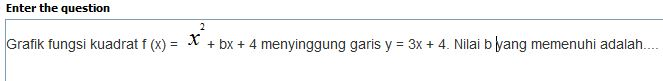 Enter the question
Grafik fungsi kuadrat f (x) = x² + bx + 4 menyinggung garis y = 3x + 4. Nilai b yang memenuhi adalah....